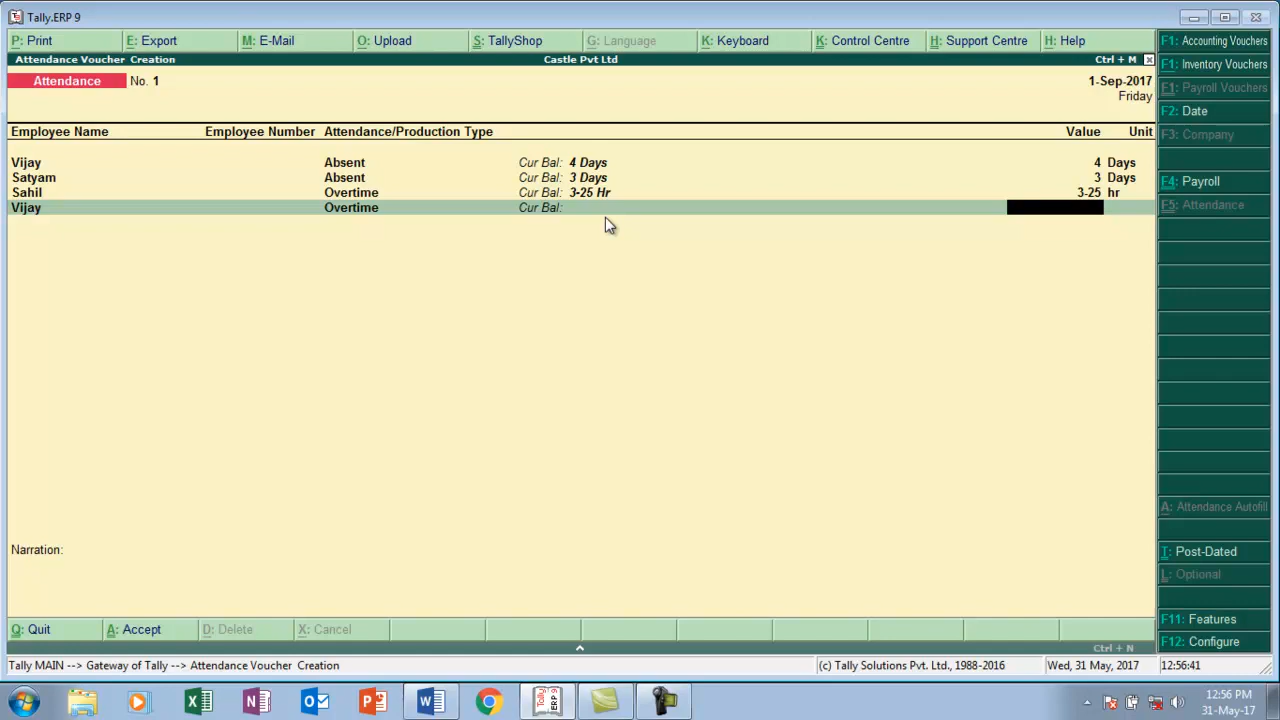 Tally.ERP 9
P: Print E: Export M: E-Mail O: Upload S: TallyShop G: Language K: Keyboard K: Control Centre H: Support Centre H: Help
Attendance Voucher Creation Castle Pvt Ltd Ctrl + M
Attendance No. 1 1-Sep-2017
Friday
Employee Name Employee Number Attendance/Production Type Value Unit
Vijay Absent Cur Bal: 4 Days 4 Days
Satyam Absent Cur Bal: 3 Days 3 Days
Sahil Overtime Cur Bal: 3-25 Hr 3-25 hr
Vijay Overtime Cur Bal:
Narration:
F1: Accounting Vouchers
F1: Inventory Vouchers
F1: Payroll Vouchers
F2: Date
F3: Company
F4: Payroll
F5: Attendance
A: Attendance Autofill
T: Post-Dated
L: Optional
F11: Features
F12: Configure
Q: Quit A: Accept D: Delete X: Cancel
Ctrl + N
Tally MAIN --> Gateway of Tally --> Attendance Voucher Creation (c) Tally Solutions Pvt. Ltd., 1988-2016 Wed, 31 May, 2017 12:56:41
Tally ERP 9
12:56 PM
31-May-17